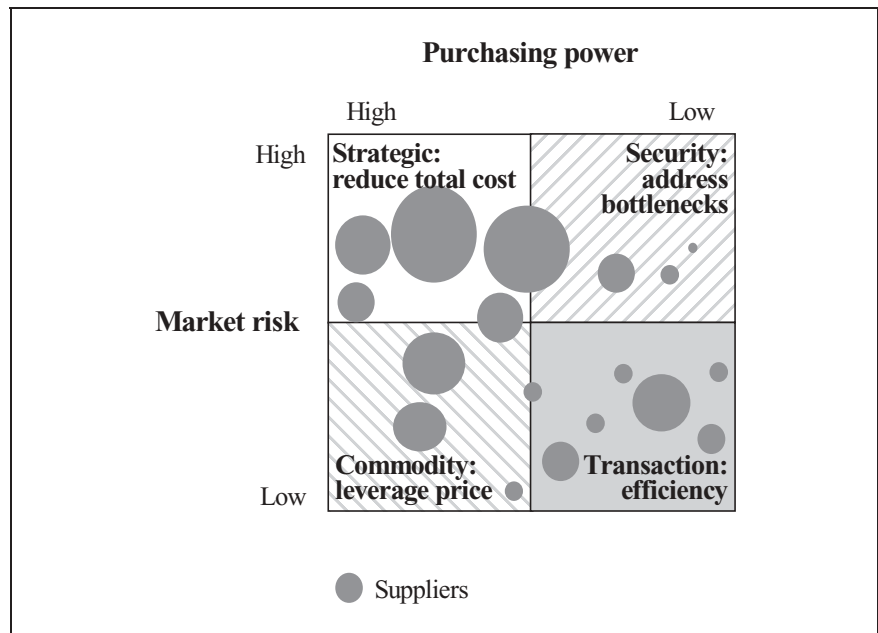 Purchasing power
High
Low
High
Strategic:
reduce total cost
Security:
address
bottlenecks
Market risk
Commodity:
leverage price
Transaction:
efficiency
Low
Suppliers